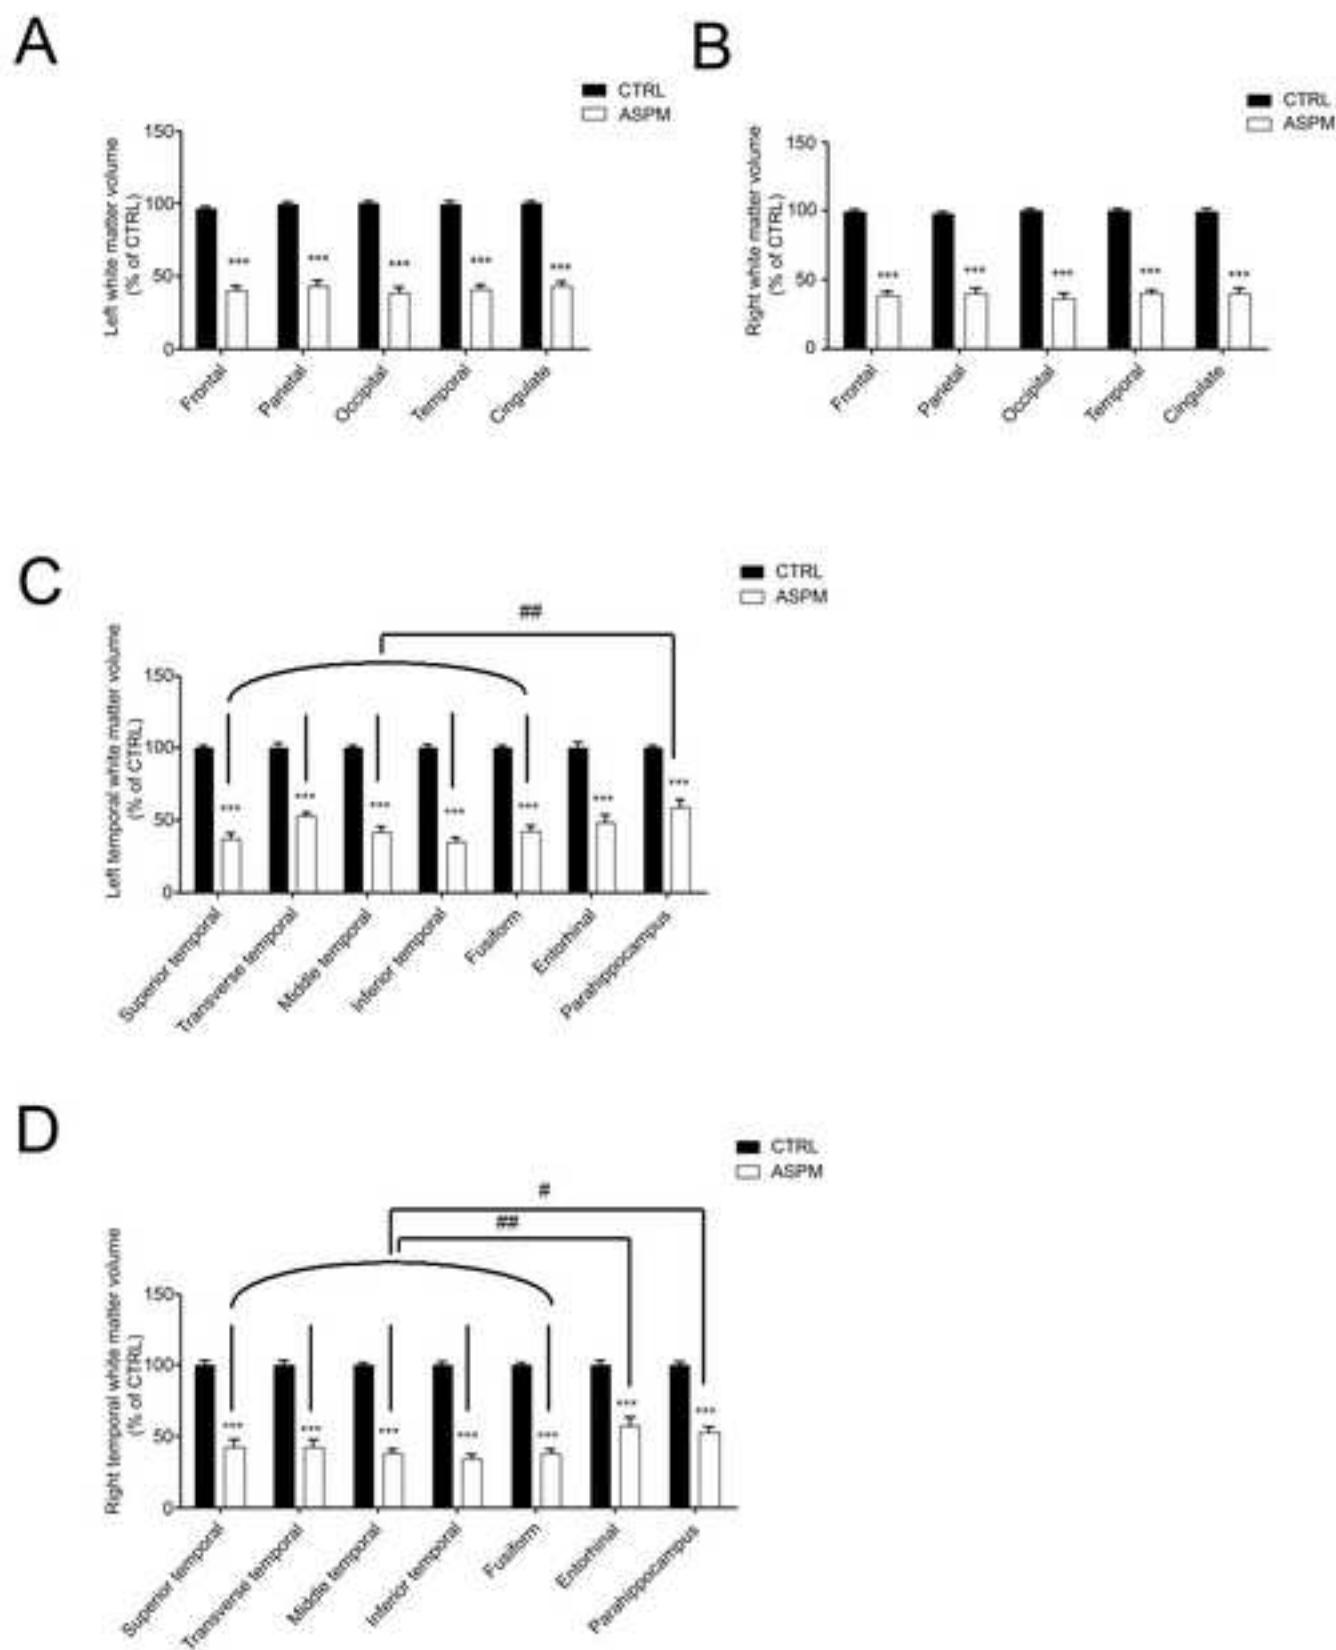 A
CTRL
ASPM
Left white matter volume
(% of CTRL)
150
100
50
0
***
***
***
***
***
Frontal
Parietal
Occipital
Temporal
Cingulate
B
CTRL
ASPM
Right white matter volume
(% of CTRL)
150
100
50
0
***
***
***
***
***
Frontal
Parietal
Occipital
Temporal
Cingulate
C
CTRL
ASPM
##
Left temporal white matter volume
(% of CTRL)
150
100
50
0
***
***
***
***
***
***
***
Superior temporal
Transverse temporal
Middle temporal
Inferior temporal
Fusiform
Entorhinal
Parahippocampus
D
CTRL
ASPM
#
##
Right temporal white matter volume
(% of CTRL)
150
100
50
0
***
***
***
***
***
***
***
Superior temporal
Transverse temporal
Middle temporal
Inferior temporal
Fusiform
Entorhinal
Parahippocampus